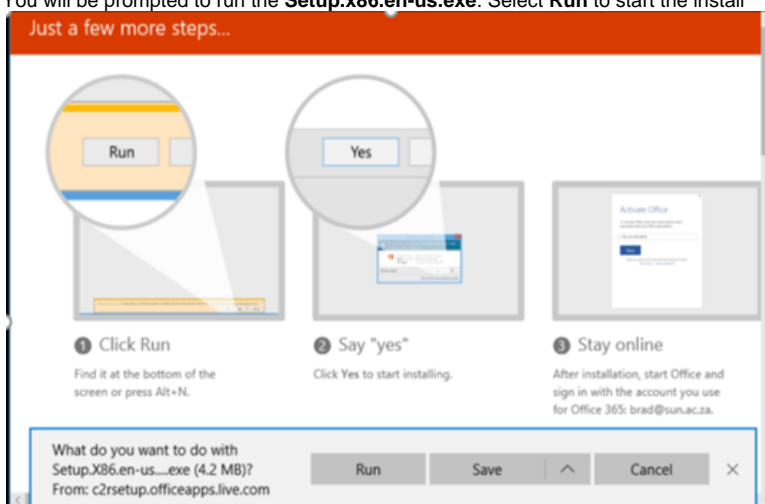 You will be prompted to run the Setup.x86.en-us.exe. Select Run to start the install
Just a few more steps...
Run
Yes
Activate Office
1 Click Run
Find it at the bottom of the
screen or press Alt+N.
2 Say "yes"
Click Yes to start installing.
3 Stay online
After installation, start Office and
sign in with the account you use
for Office 365: brad@sun.ac.za.
What do you want to do with
Setup.X86.en-us....exe (4.2 MB)?
From: c2rsetup.officeapps.live.com
Run
Save
Cancel